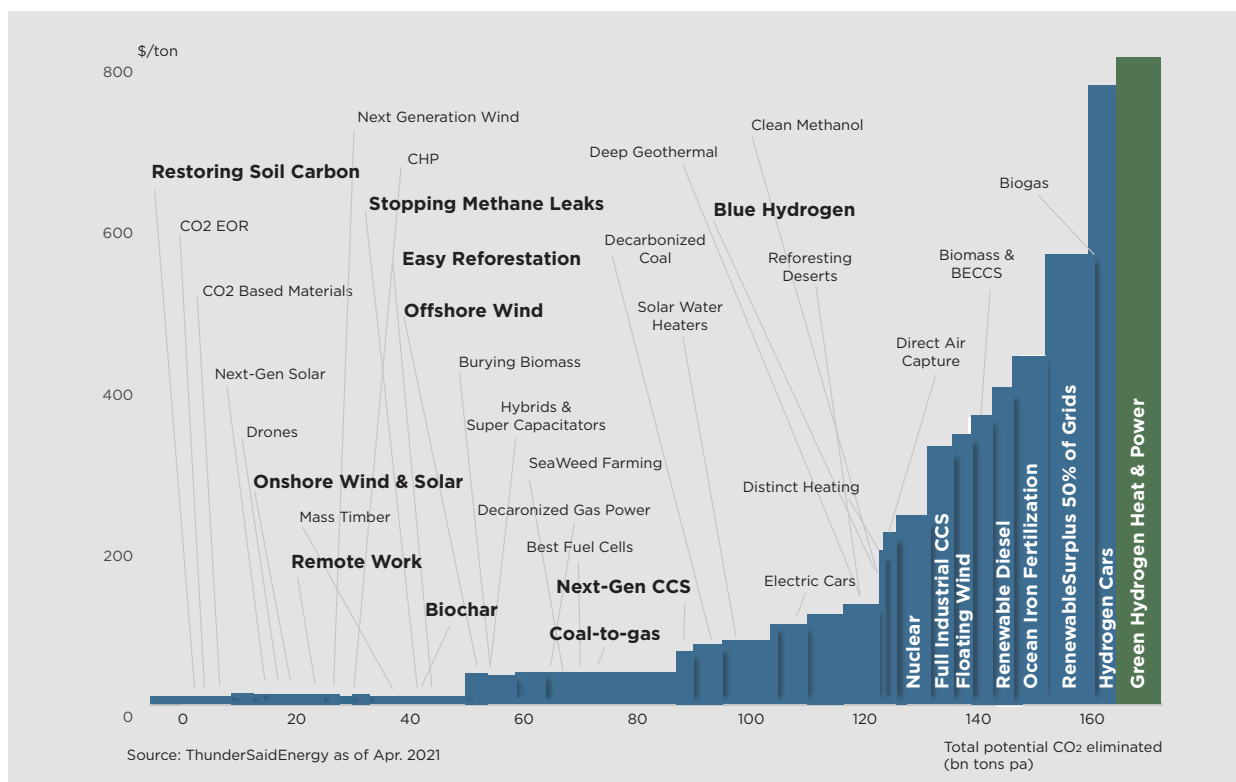 $/ton
800
600
400
200
0
Next Generation Wind
Clean Methanol
Deep Geothermal
CHP
Restoring Soil Carbon
Biogas
Stopping Methane Leaks
Blue Hydrogen
CO2 EOR
Decarbonized
Coal
Easy Reforestation
Reforesting
Deserts
Biomass &
BECCS
CO2 Based Materials
Offshore Wind
Solar Water
Heaters
Direct Air
Capture
Burying Biomass
Next-Gen Solar
Hybrids &
Super Capacitators
Drones
SeaWeed Farming
Onshore Wind & Solar
Distinct Heating
Mass Timber
Decaronized Gas Power
Best Fuel Cells
Remote Work
Next-Gen CCS
Electric Cars
Biochar
Coal-to-gas
Nuclear
Full Industrial CCS
Floating Wind
Renewable Diesel
Ocean Iron Fertilization
RenewableSurplus 50% of Grids
Hydrogen Cars
Green Hydrogen Heat & Power
0 20 40 60 80 100 120 140 160
Source: ThunderSaidEnergy as of Apr. 2021
Total potential CO2 eliminated
(bn tons pa)